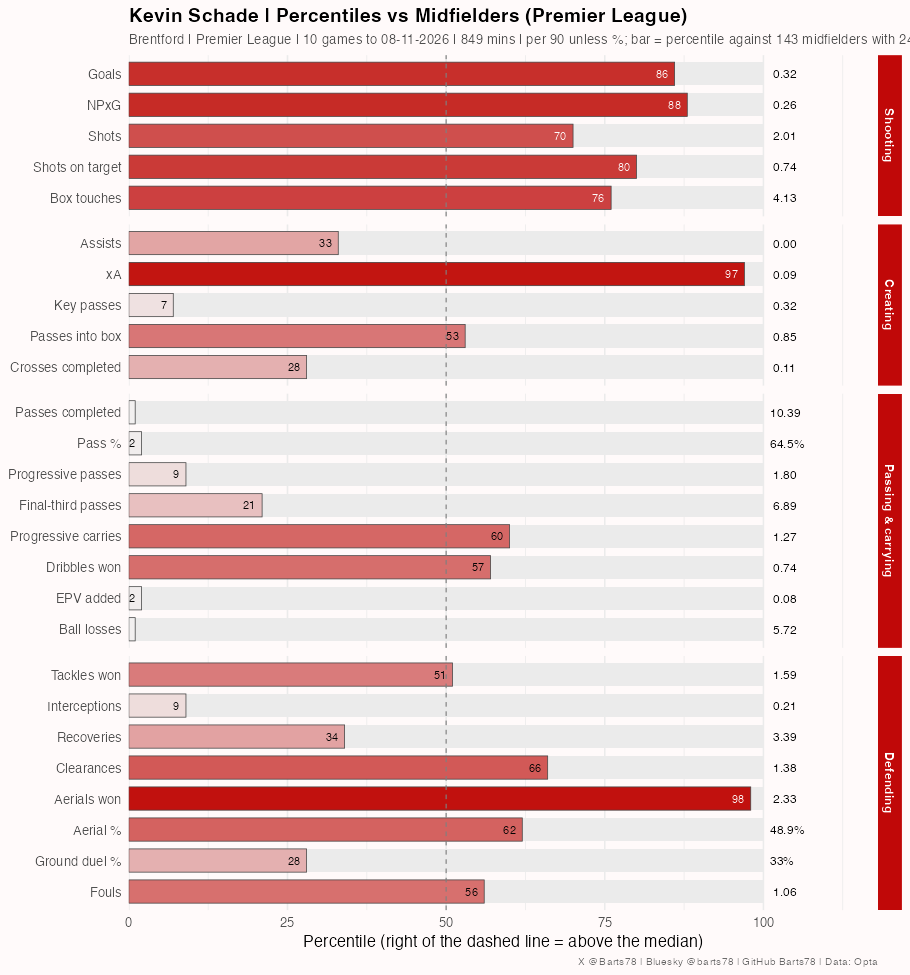 Kevin Schade | Percentiles vs Midfielders (Premier League)
Brentford | Premier League | 10 games to 08-11-2026 | 849 mins | per 90 unless %; bar = percentile against 143 midfielders with 24
Shooting
Goals 86 0.32
NPxG 88 0.26
Shots 70 2.01
Shots on target 80 0.74
Box touches 76 4.13
Creating
Assists 33 0.00
xA 97 0.09
Key passes 7 0.32
Passes into box 53 0.85
Crosses completed 28 0.11
Passing & carrying
Passes completed 10.39
Pass % 2 64.5%
Progressive passes 9 1.80
Final-third passes 21 6.89
Progressive carries 60 1.27
Dribbles won 57 0.74
EPV added 2 0.08
Ball losses 5.72
Defending
Tackles won 51 1.59
Interceptions 9 0.21
Recoveries 34 3.39
Clearances 66 1.38
Aerials won 98 2.33
Aerial % 62 48.9%
Ground duel % 28 33%
Fouls 56 1.06
0 25 50 75 100
Percentile (right of the dashed line = above the median)
X @Barts78 | Bluesky @barts78 | GitHub Barts78 | Data: Opta